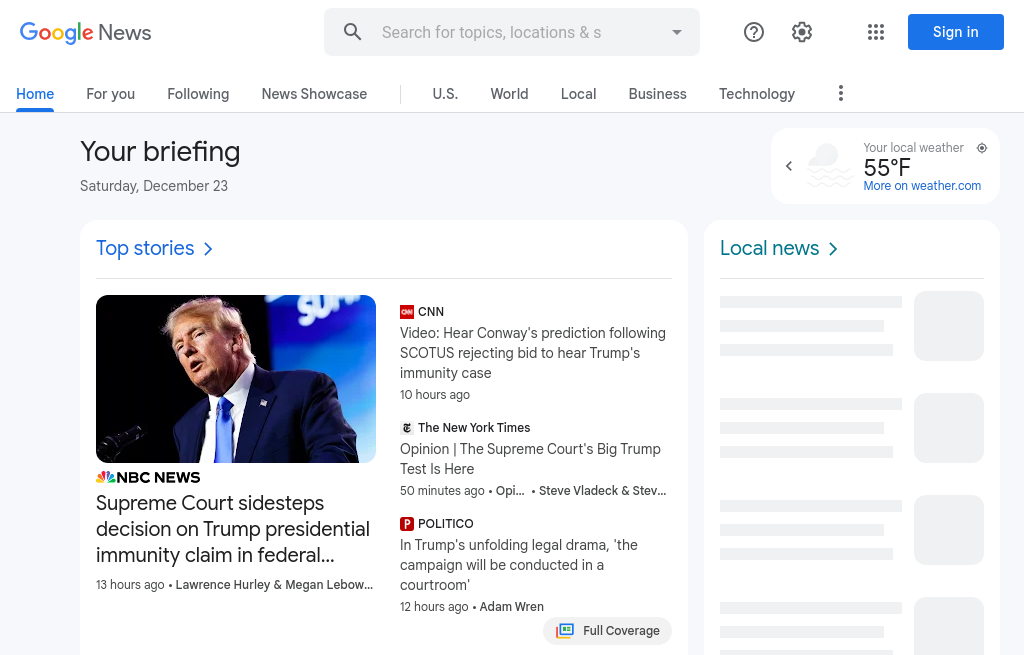 Google News
Search for topics, locations & s
Sign in
Home
For you
Following
News Showcase
U.S.
World
Local
Business
Technology
Your briefing
Saturday, December 23
Your local weather
55°F
More on weather.com
Top stories
NBC NEWS
Supreme Court sidesteps
decision on Trump presidential
immunity claim in federal...
13 hours ago • Lawrence Hurley & Megan Lebow...
CNN
Video: Hear Conway's prediction following
SCOTUS rejecting bid to hear Trump's
immunity case
10 hours ago
The New York Times
Opinion | The Supreme Court's Big Trump
Test Is Here
50 minutes ago • Opi... • Steve Vladeck & Stev...
POLITICO
In Trump's unfolding legal drama, 'the
campaign will be conducted in a
courtroom'
12 hours ago • Adam Wren
Full Coverage
Local news